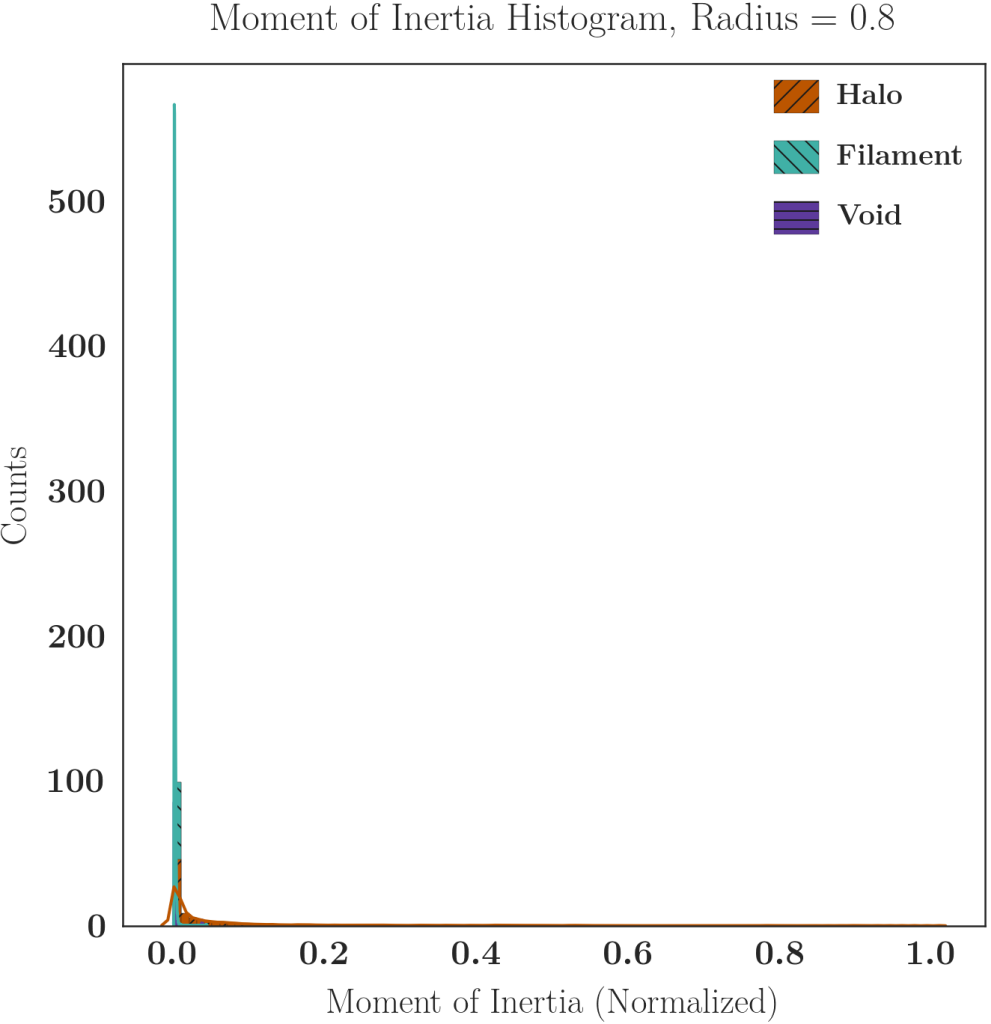 Moment of Inertia Histogram, Radius = 0.8
Halo
Filament
Void
500
400
300
200
100
0
Counts
0.0 0.2 0.4 0.6 0.8 1.0
Moment of Inertia (Normalized)